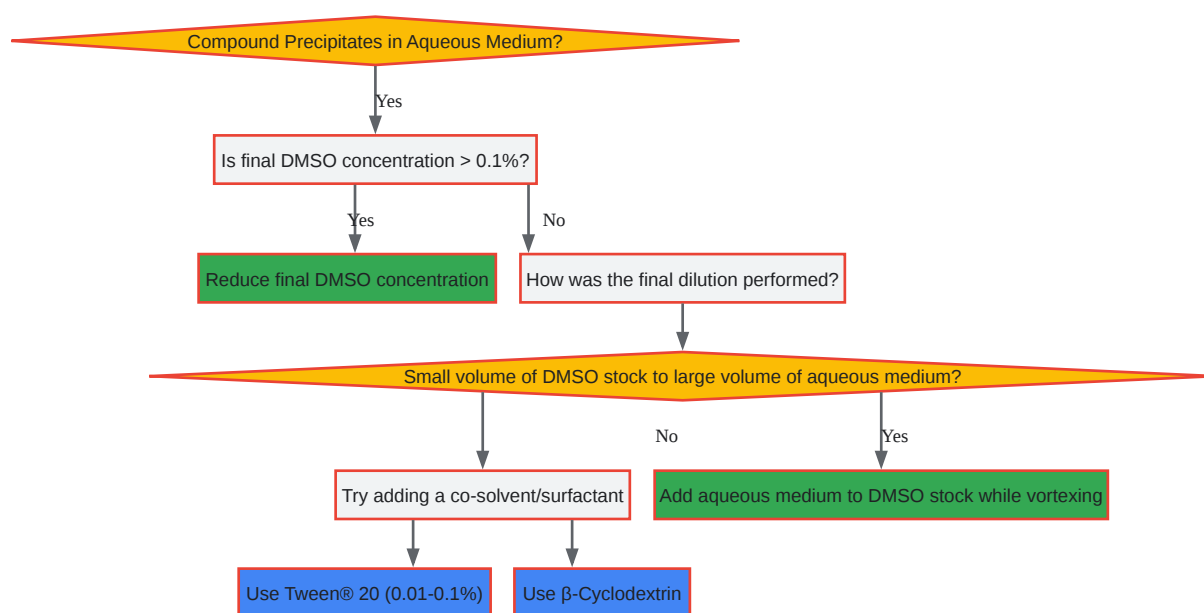 Compound Precipitates in Aqueous Medium?
Yes
Is final DMSO concentration > 0.1%?
Yes
No
Reduce final DMSO concentration
How was the final dilution performed?
Small volume of DMSO stock to large volume of aqueous medium?
No
Yes
Try adding a co-solvent/surfactant
Add aqueous medium to DMSO stock while vortexing
Use Tween® 20 (0.01-0.1%)
Use β-Cyclodextrin